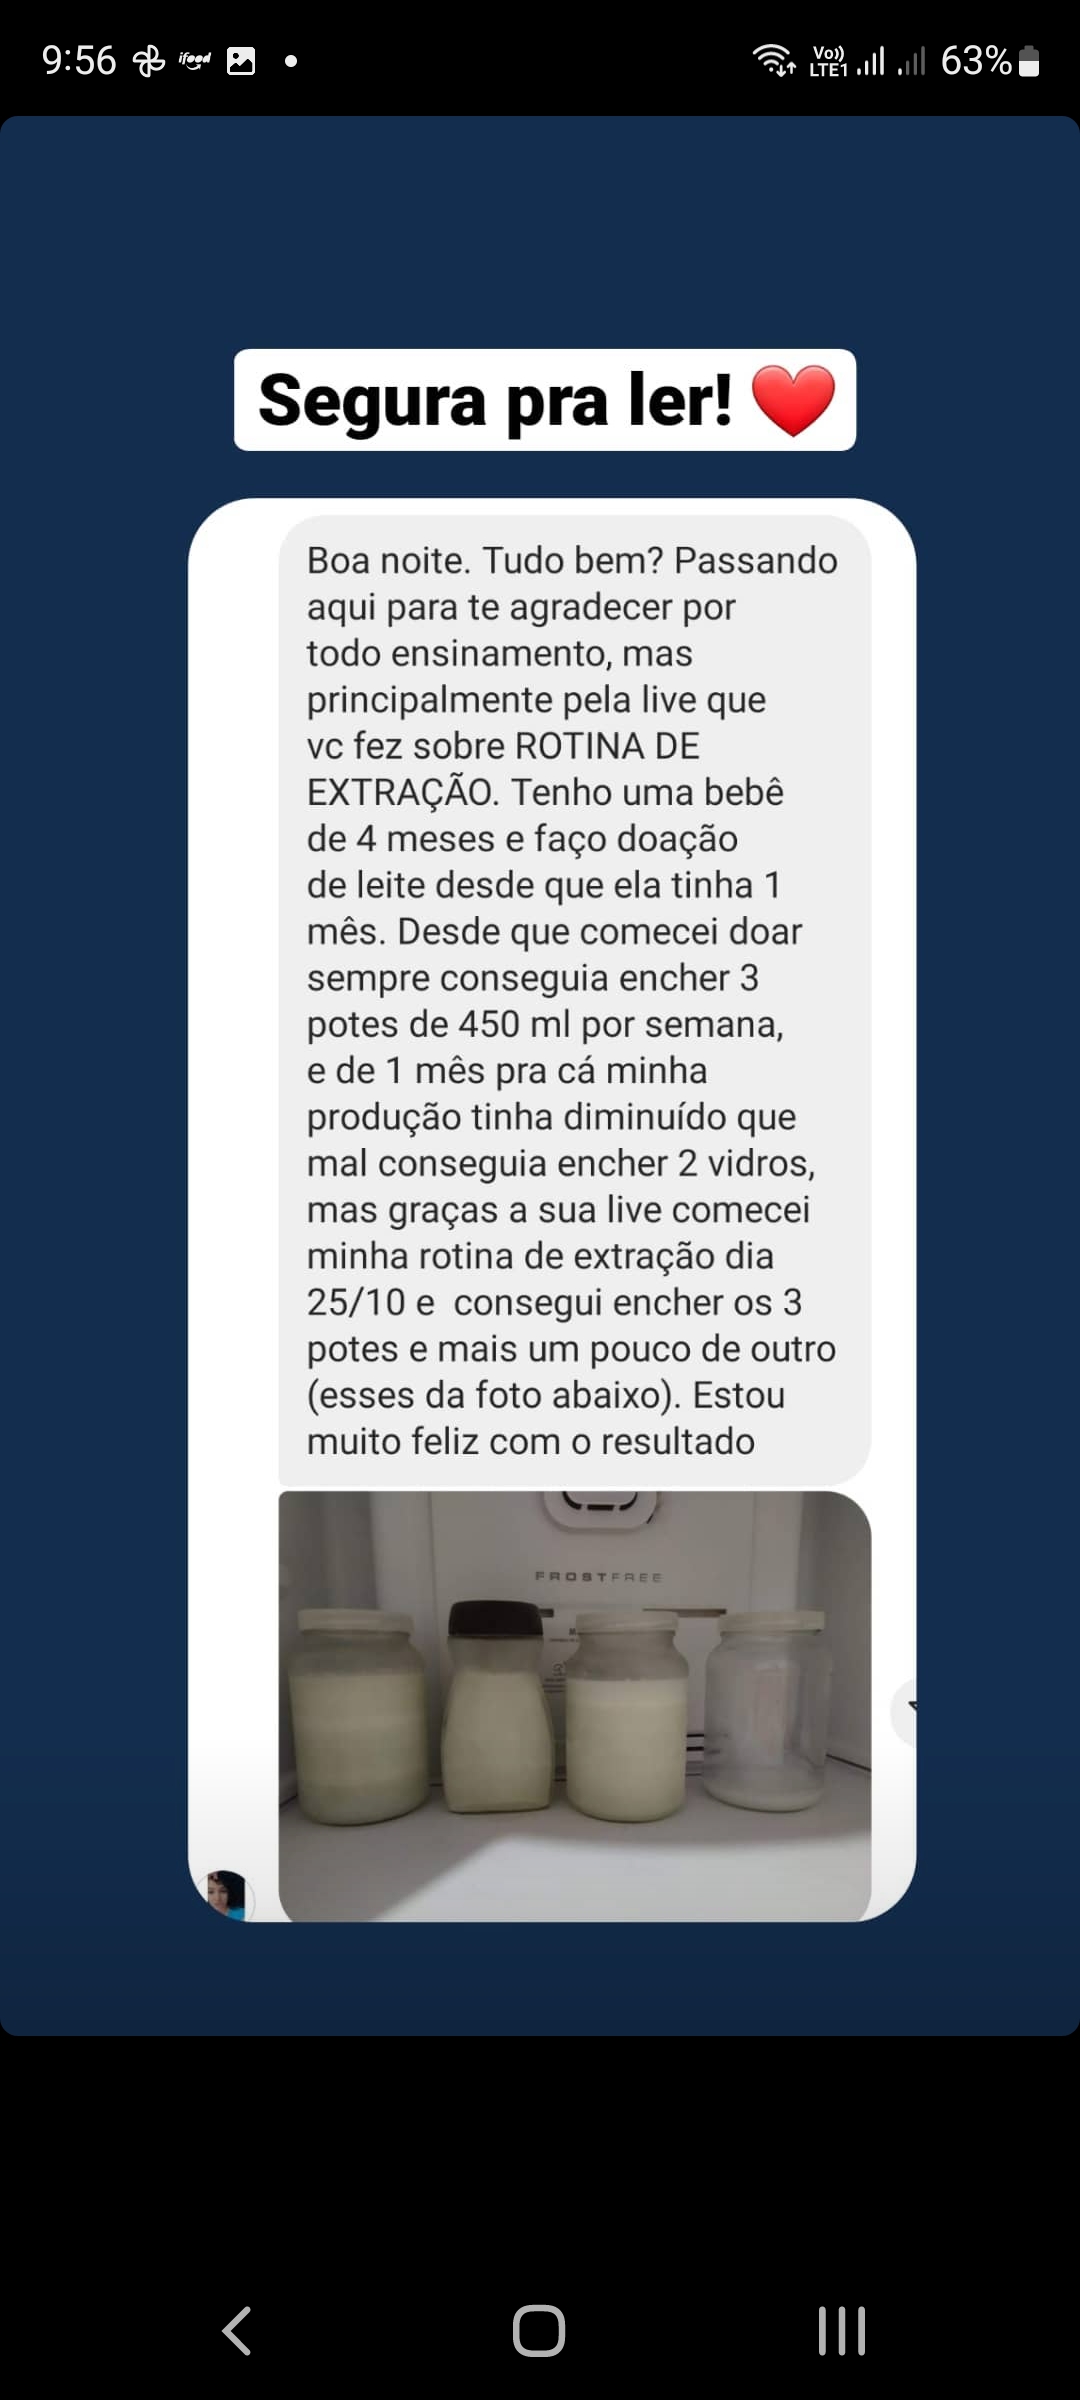 9:56
ifood
Vo))
LTE1
63%
Segura pra ler! ❤️
Boa noite. Tudo bem? Passando
aqui para te agradecer por
todo ensinamento, mas
principalmente pela live que
vc fez sobre ROTINA DE
EXTRAÇÃO. Tenho uma bebê
de 4 meses e faço doação
de leite desde que ela tinha 1
mês. Desde que comecei doar
sempre conseguia encher 3
potes de 450 ml por semana,
e de 1 mês pra cá minha
produção tinha diminuído que
mal conseguia encher 2 vidros,
mas graças a sua live comecei
minha rotina de extração dia
25/10 e  consegui encher os 3
potes e mais um pouco de outro
(esses da foto abaixo). Estou
muito feliz com o resultado
FROSTFREE